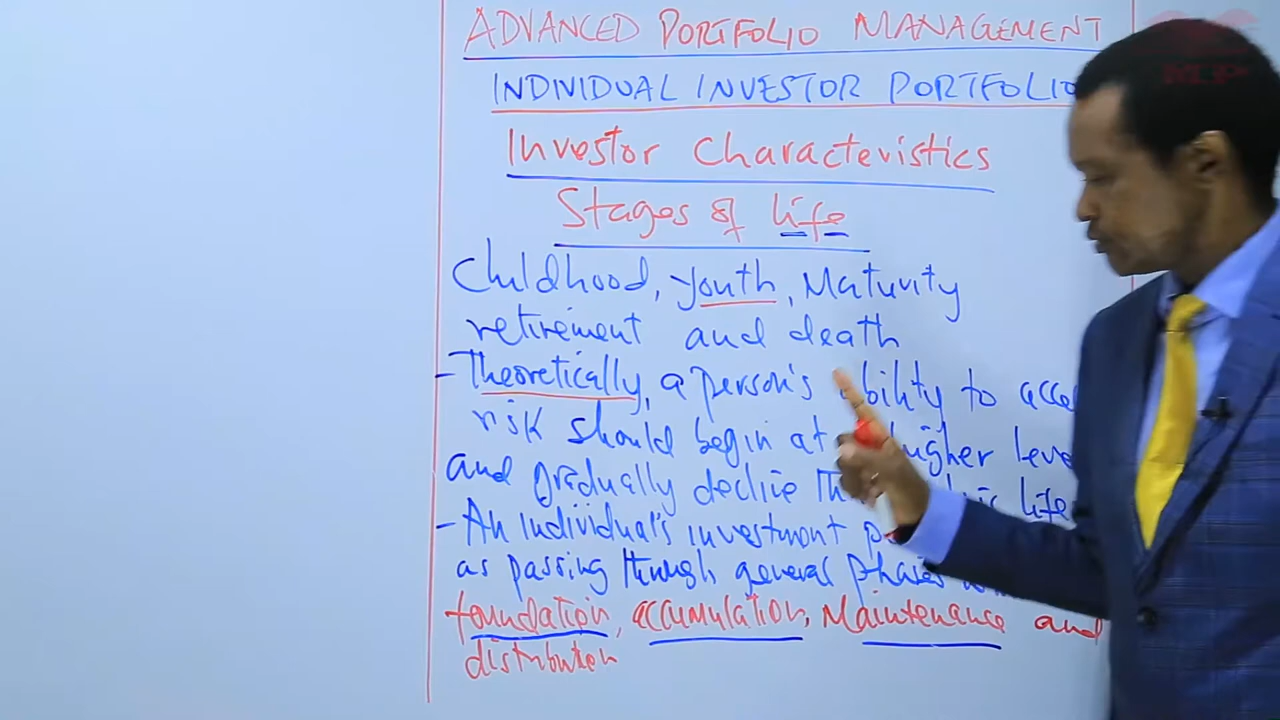 ADVANCED PORTFOLIO MANAGEMENT
INDIVIDUAL INVESTOR PORTFOLIO
Investor Characteristics
Stages of life
Childhood, Youth, Maturity
retirement and death
- Theoretically, a person's ability to acce
risk should begin at higher leve
and gradually decline life
- An individual's investment
as passing through general phases
foundation, accumulation, Maintenance and
distribution
MP